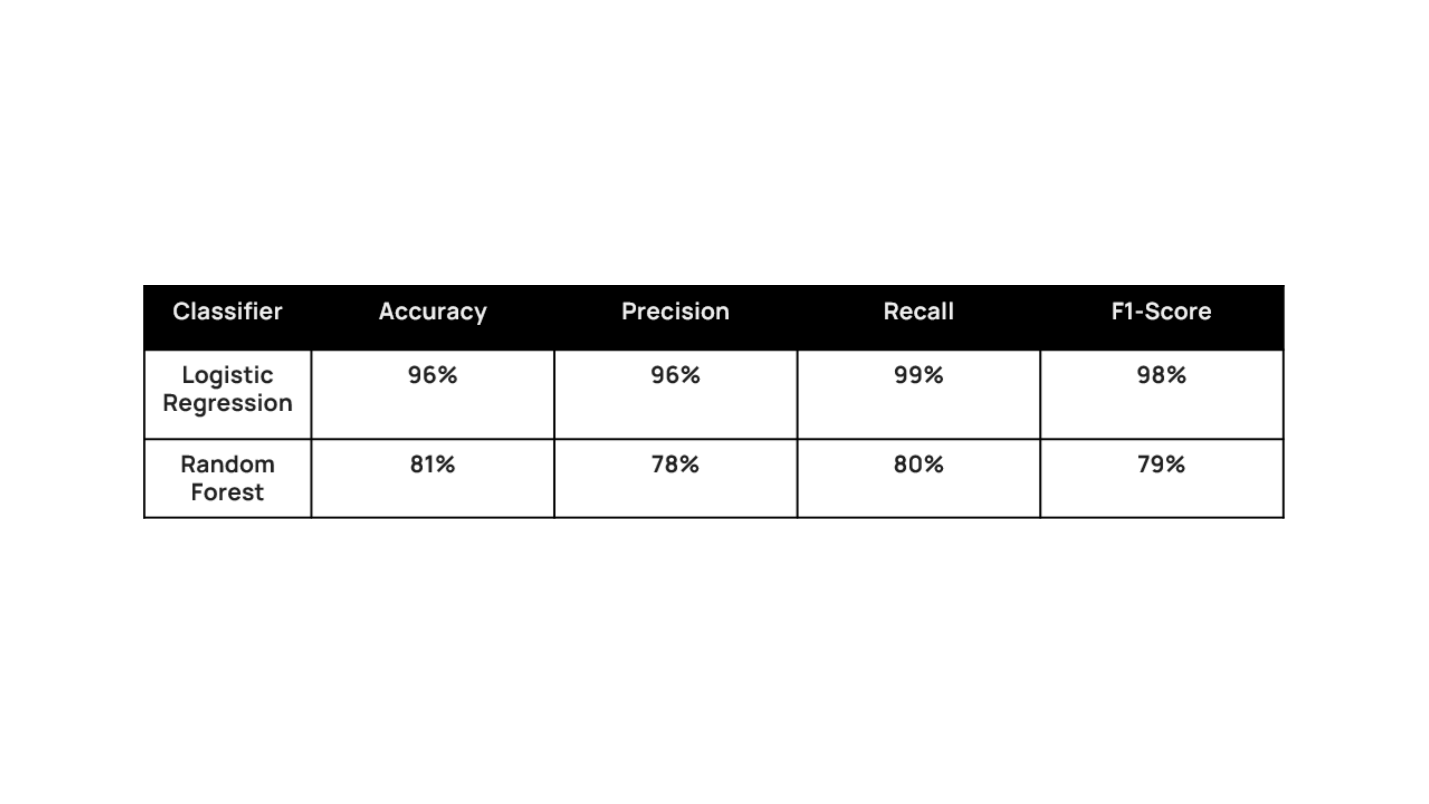 Classifier Accuracy Precision Recall F1-Score
Logistic Regression 96% 96% 99% 98%
Random Forest 81% 78% 80% 79%